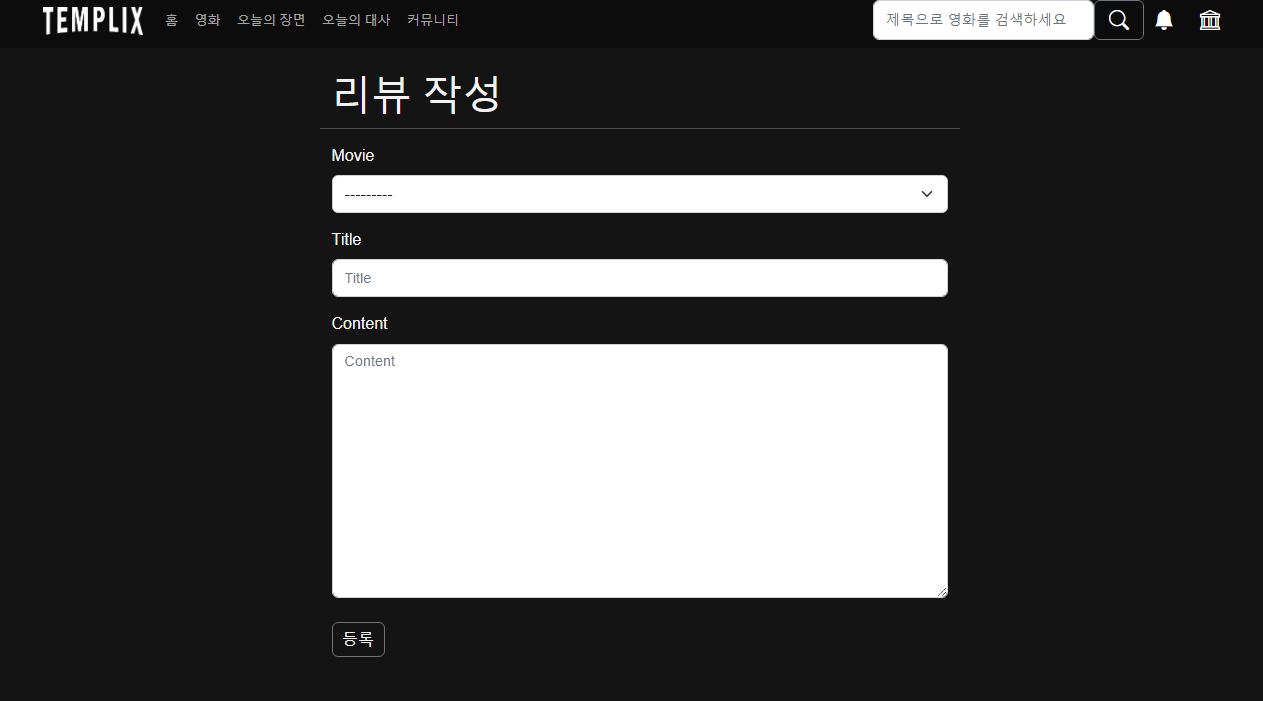 TEMPLIX 홈 영화 오늘의 장면 오늘의 대사 커뮤니티 제목으로 영화를 검색하세요
리뷰 작성
Movie
---------
Title
Title
Content
Content
등록